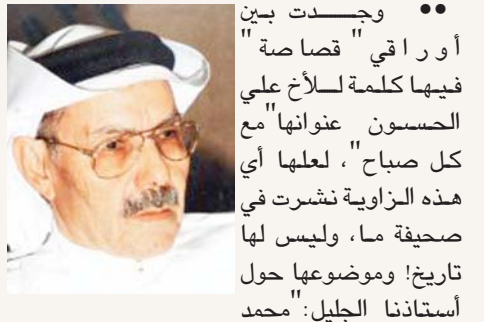 ●● وجدت بين
أوراقي" قصاصة"
فيها كلمة للأخ علي
الحسون عنوانها"مع
كل صباح"، لعلها أي
هذه الزاوية نشرت في
صحيفة ما، وليس لها
تاريخ! وموضوعها حول
أستاذنا الجليل:"محمد